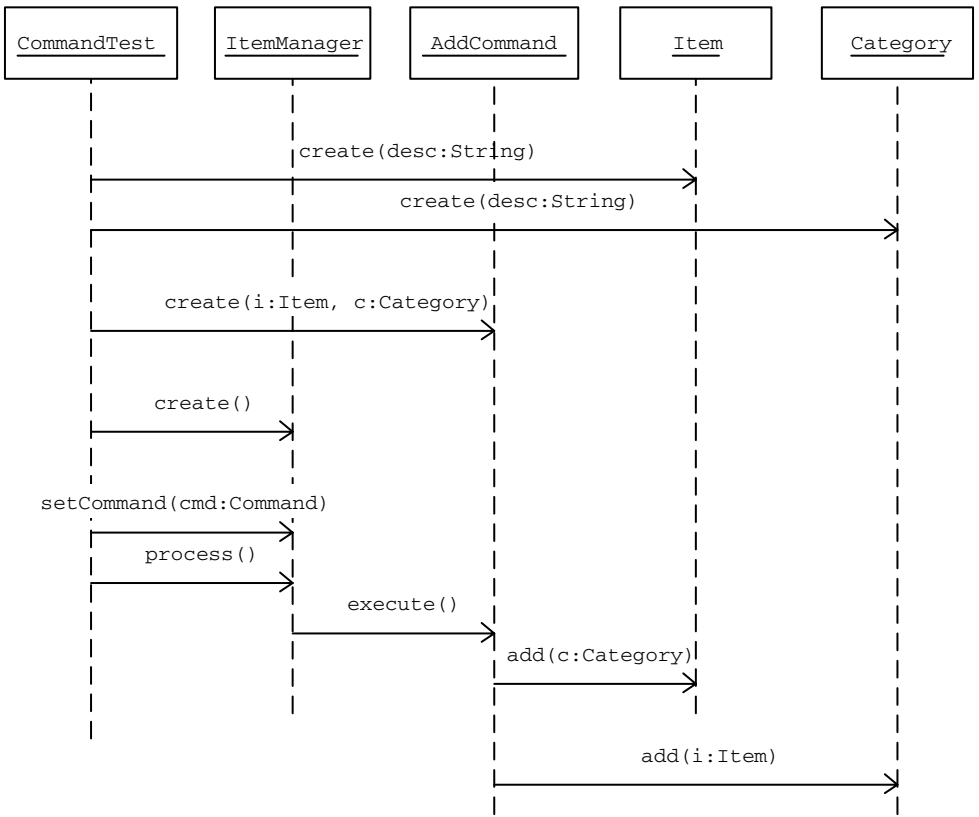 CommandTest
ItemManager
AddCommand
Item
Category
create(desc:String)
create(desc:String)
create(i:Item, c:Category)
create()
setCommand(cmd:Command)
process()
execute()
add(c:Category)
add(i:Item)